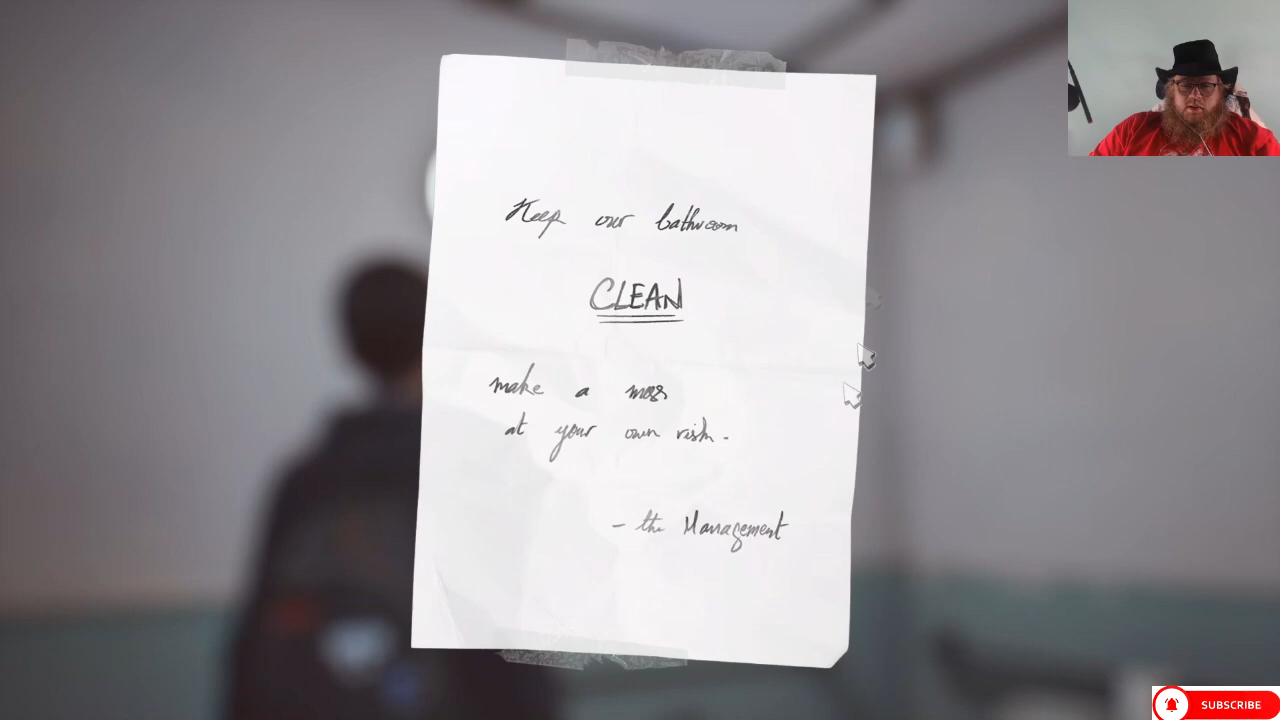 Keep our bathroom
CLEAN
make a mess
at your own risk.
- the Management
SUBSCRIBE